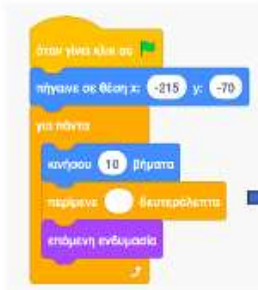 όταν γίνει κλικ σε
πήγαινε σε θέση x: -215 y: -70
για πάντα
κινήσου 10 βήματα
περίμενε δευτερόλεπτα
επόμενη ενδυμασία